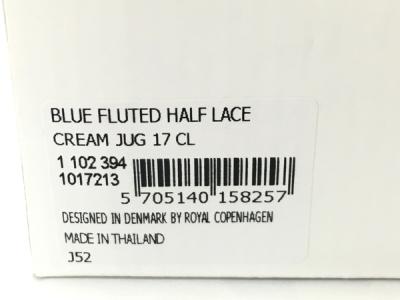 BLUE FLUTED HALF LACE
CREAM JUG 17 CL
1 102 394
1017213
5 705140 158257
DESIGNED IN DENMARK BY ROYAL COPENHAGEN
MADE IN THAILAND
J52